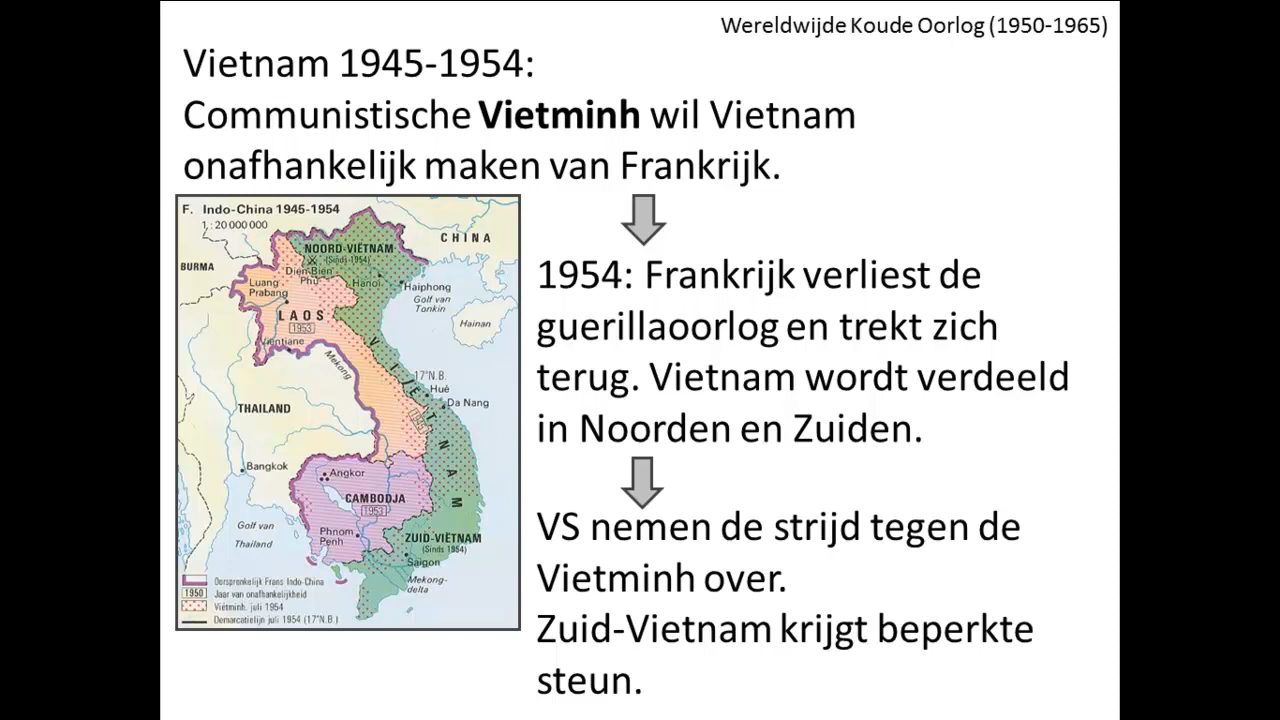 Wereldwijde Koude Oorlog (1950-1965)
Vietnam 1945-1954:
Communistische Vietminh wil Vietnam
onafhankelijk maken van Frankrijk.
F. Indo-China 1945-1954
1 : 20 000 000
CHINA
NOORD-VIËTNAM
(Sinds 1954)
BURMA
Dien Bien
Phu
Hanoi
Luang
Prabang
Haiphong
Golf van
Tonkin
LAOS
1953
Hainan
Vientiane
Mekong
VIETNAM
17°N.B.
Hué
Da Nang
THAILAND
Bangkok
Angkor
CAMBODJA
1953
Golf van
Thailand
Phnom
Penh
ZUID-VIËTNAM
(Sinds 1954)
Saigon
Mekong-
delta
Oorspronkelijk Frans Indo-China
1950 Jaar van onafhankelijkheid
Viëtminh, juli 1954
Demarcatielijn juli 1954 (17°N.B.)
1954: Frankrijk verliest de
guerillaoorlog en trekt zich
terug. Vietnam wordt verdeeld
in Noorden en Zuiden.
VS nemen de strijd tegen de
Vietminh over.
Zuid-Vietnam krijgt beperkte
steun.